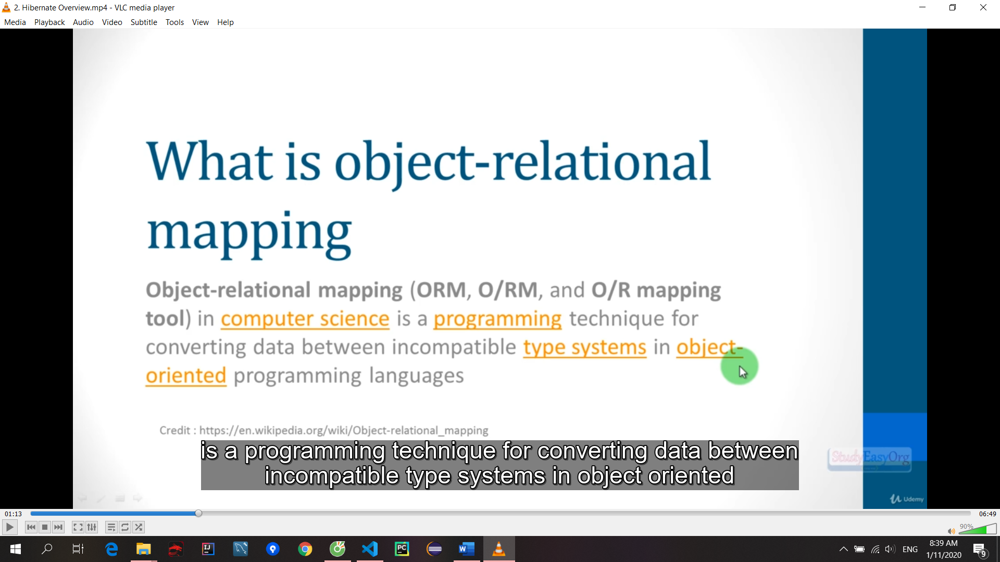 2. Hibernate Overview.mp4 - VLC media player
Media Playback Audio Video Subtitle Tools View Help
What is object-relational
mapping
Object-relational mapping (ORM, O/RM, and O/R mapping
tool) in computer science is a programming technique for
converting data between incompatible type systems in object-
oriented programming languages
Credit : https://en.wikipedia.org/wiki/Object-relational_mapping
is a programming technique for converting data between
incompatible type systems in object oriented
StudyEasyOrg
Udemy
01:13
06:49
90%
ENG
8:39 AM
1/11/2020
9